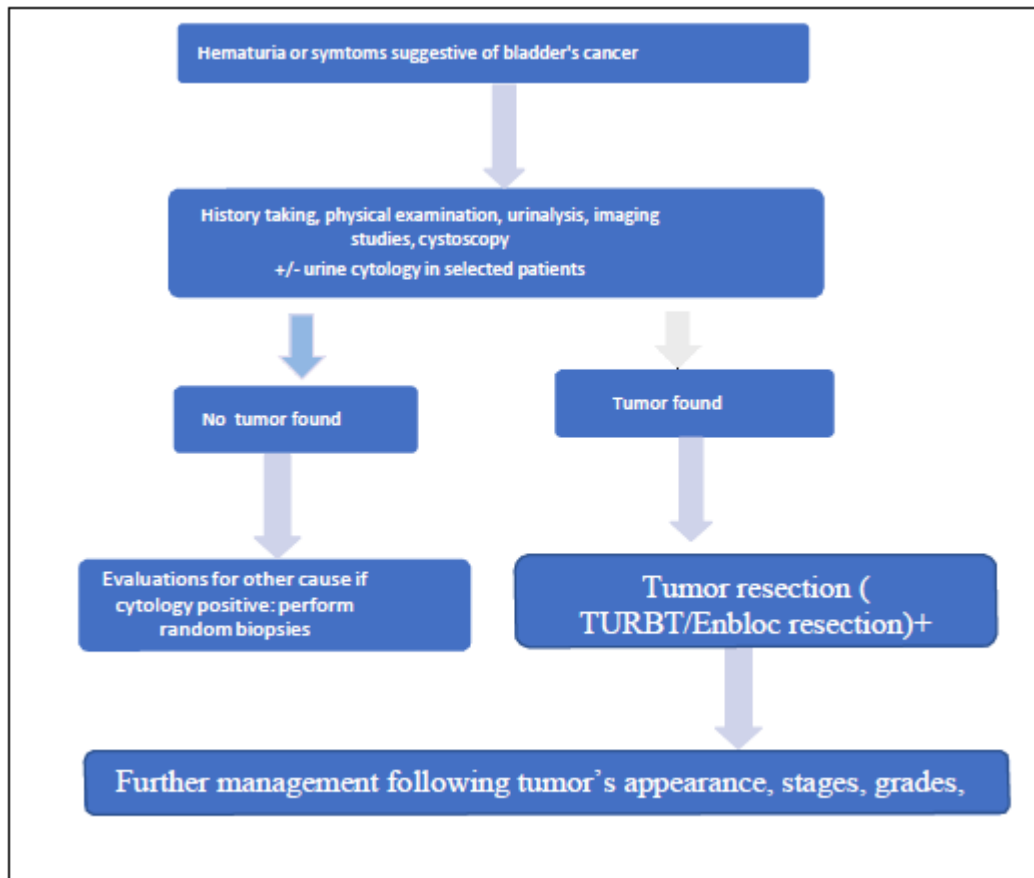 Hematuria or symtoms suggestive of bladder's cancer
History taking, physical examination, urinalysis, imaging
studies, cystoscopy
+/- urine cytology in selected patients
No tumor found
Tumor found
Evaluations for other cause if
cytology positive: perform
random biopsies
Tumor resection (
TURBT/Enbloc resection)+
Further management following tumor's appearance, stages, grades,